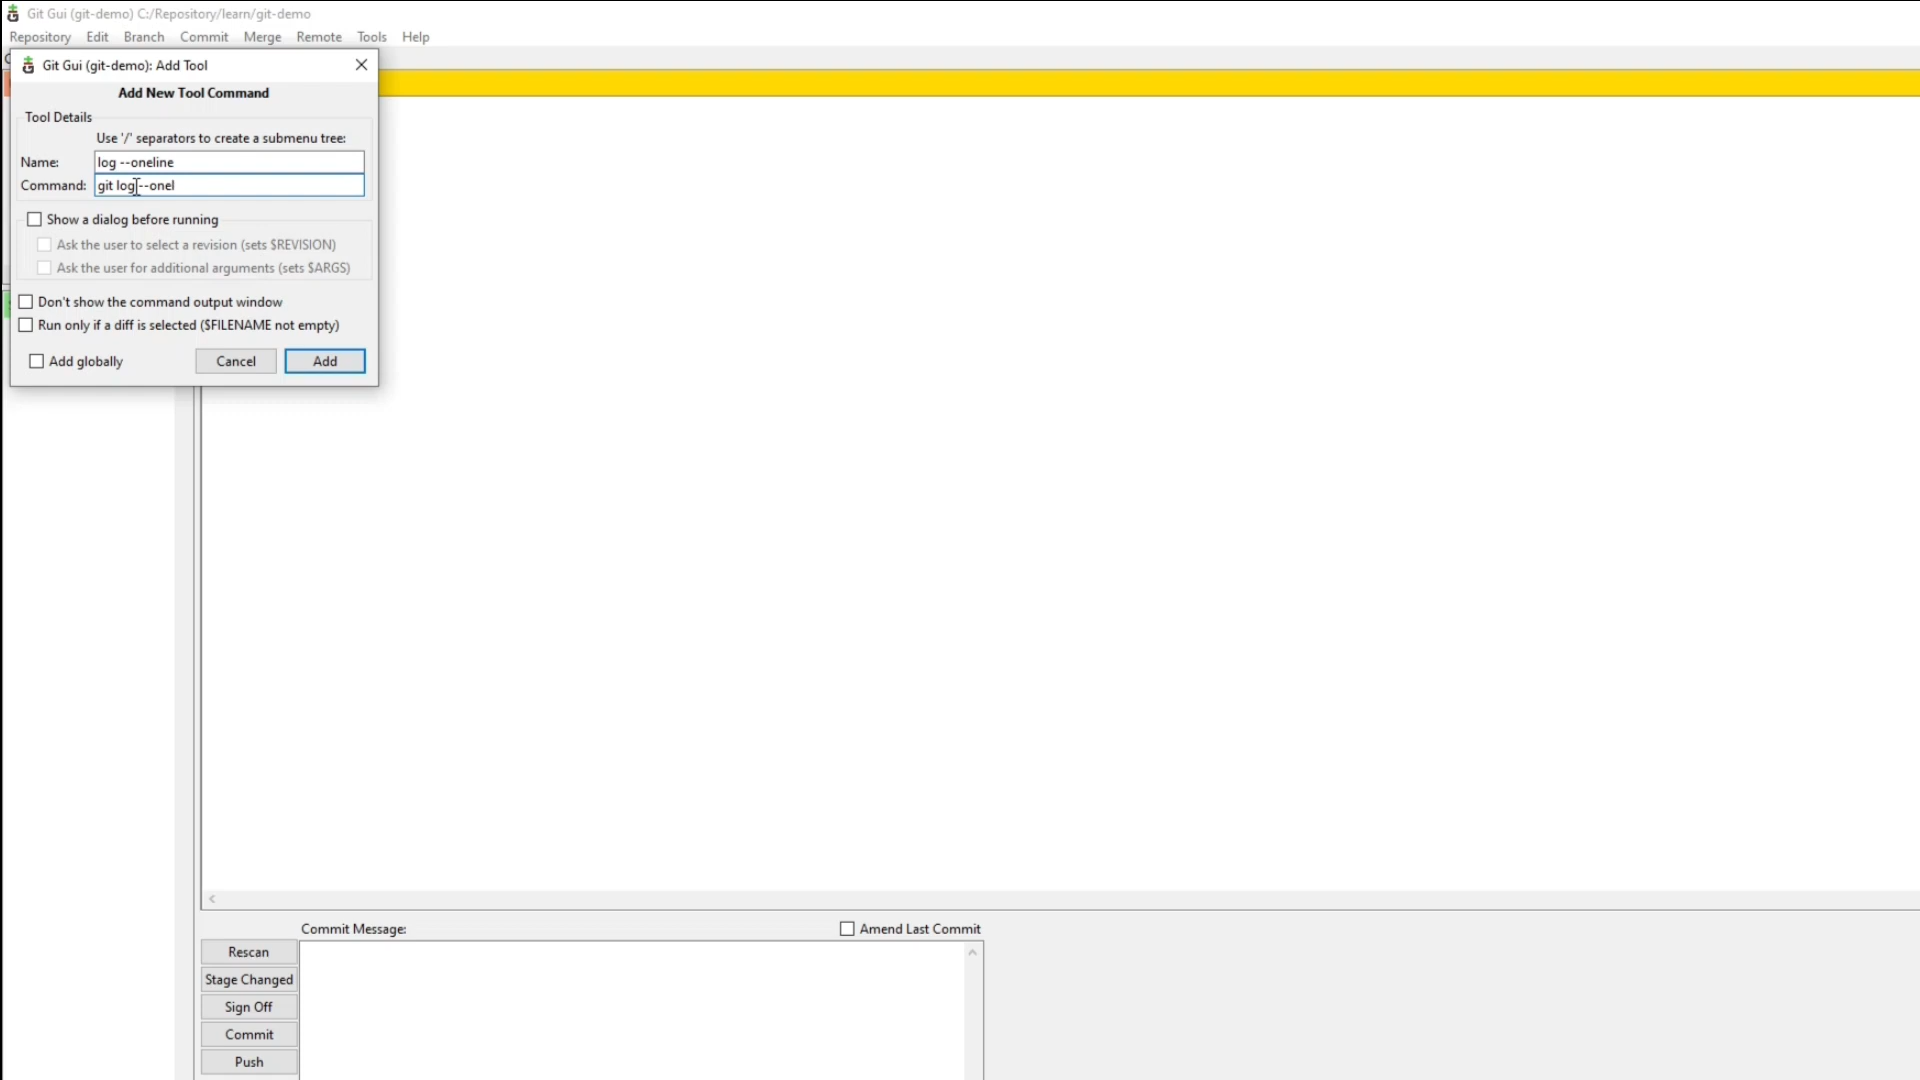 Git Gui (git-demo) C:/Repository/learn/git-demo
Repository Edit Branch Commit Merge Remote Tools Help
Git Gui (git-demo): Add Tool
Add New Tool Command
Tool Details
Use '/' separators to create a submenu tree:
Name: log --oneline
Command: git log --onel
Show a dialog before running
Ask the user to select a revision (sets $REVISION)
Ask the user for additional arguments (sets $ARGS)
Don't show the command output window
Run only if a diff is selected ($FILENAME not empty)
Add globally Cancel Add
Commit Message: Amend Last Commit
Rescan
Stage Changed
Sign Off
Commit
Push